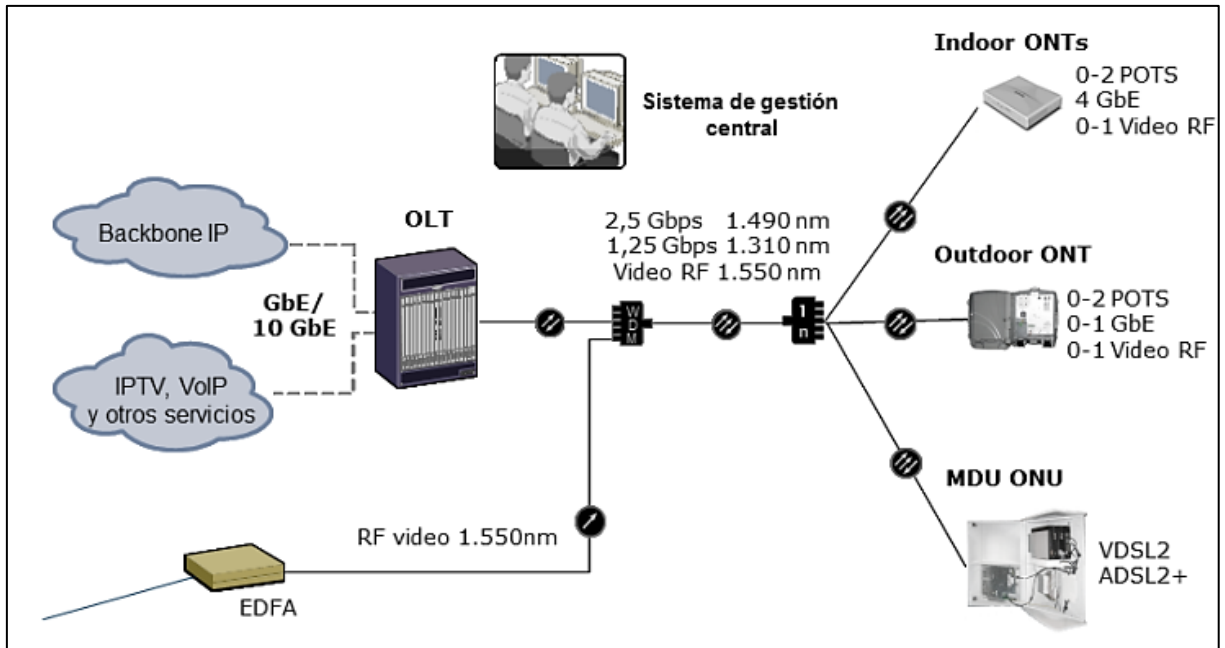 Indoor ONTs
0-2 POTS
4 GbE
0-1 Video RF
Sistema de gestión
central
Backbone IP
OLT
2,5 Gbps 1.490 nm
1,25 Gbps 1.310 nm
Video RF 1.550 nm
GbE/
10 GbE
WDM
1
n
Outdoor ONT
0-2 POTS
0-1 GbE
0-1 Video RF
IPTV, VoIP
y otros servicios
MDU ONU
VDSL2
ADSL2+
RF video 1.550nm
EDFA